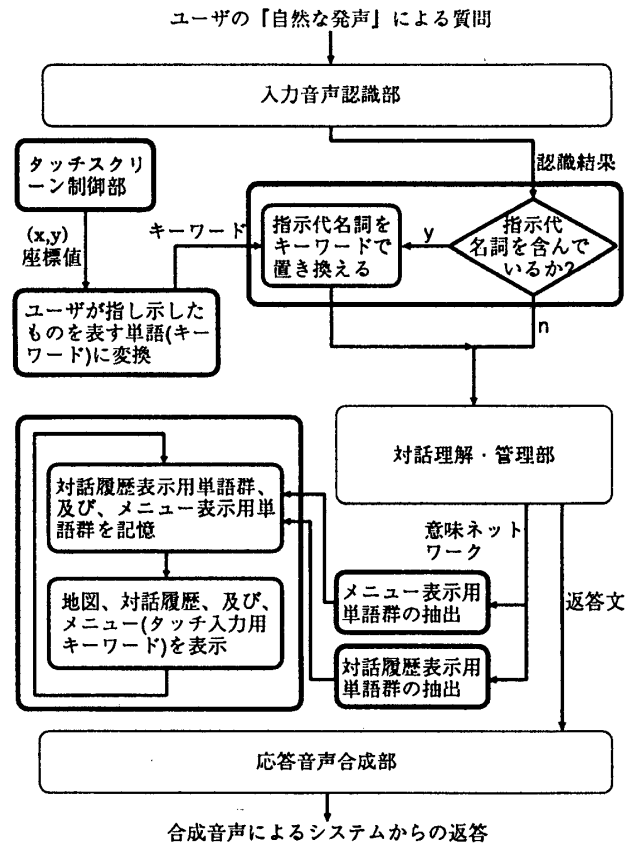 ユーザの『自然な発声』による質問
入力音声認識部
タッチスクリ
ーン制御部
認識結果
(x,y)
座標値
キーワード
指示代名詞を
キーワードで
置き換える
y
指示代
名詞を含んで
いるか?
n
ユーザが指し示した
ものを表す単語(キー
ワード)に変換
対話理解・管理部
対話履歴表示用単語群、
及び、メニュー表示用単
語群を記憶
意味ネット
ワーク
メニュー表示用
単語群の抽出
返答文
地図、対話履歴、及び、
メニュー(タッチ入力用
キーワード)を表示
対話履歴表示用
単語群の抽出
応答音声合成部
合成音声によるシステムからの返答